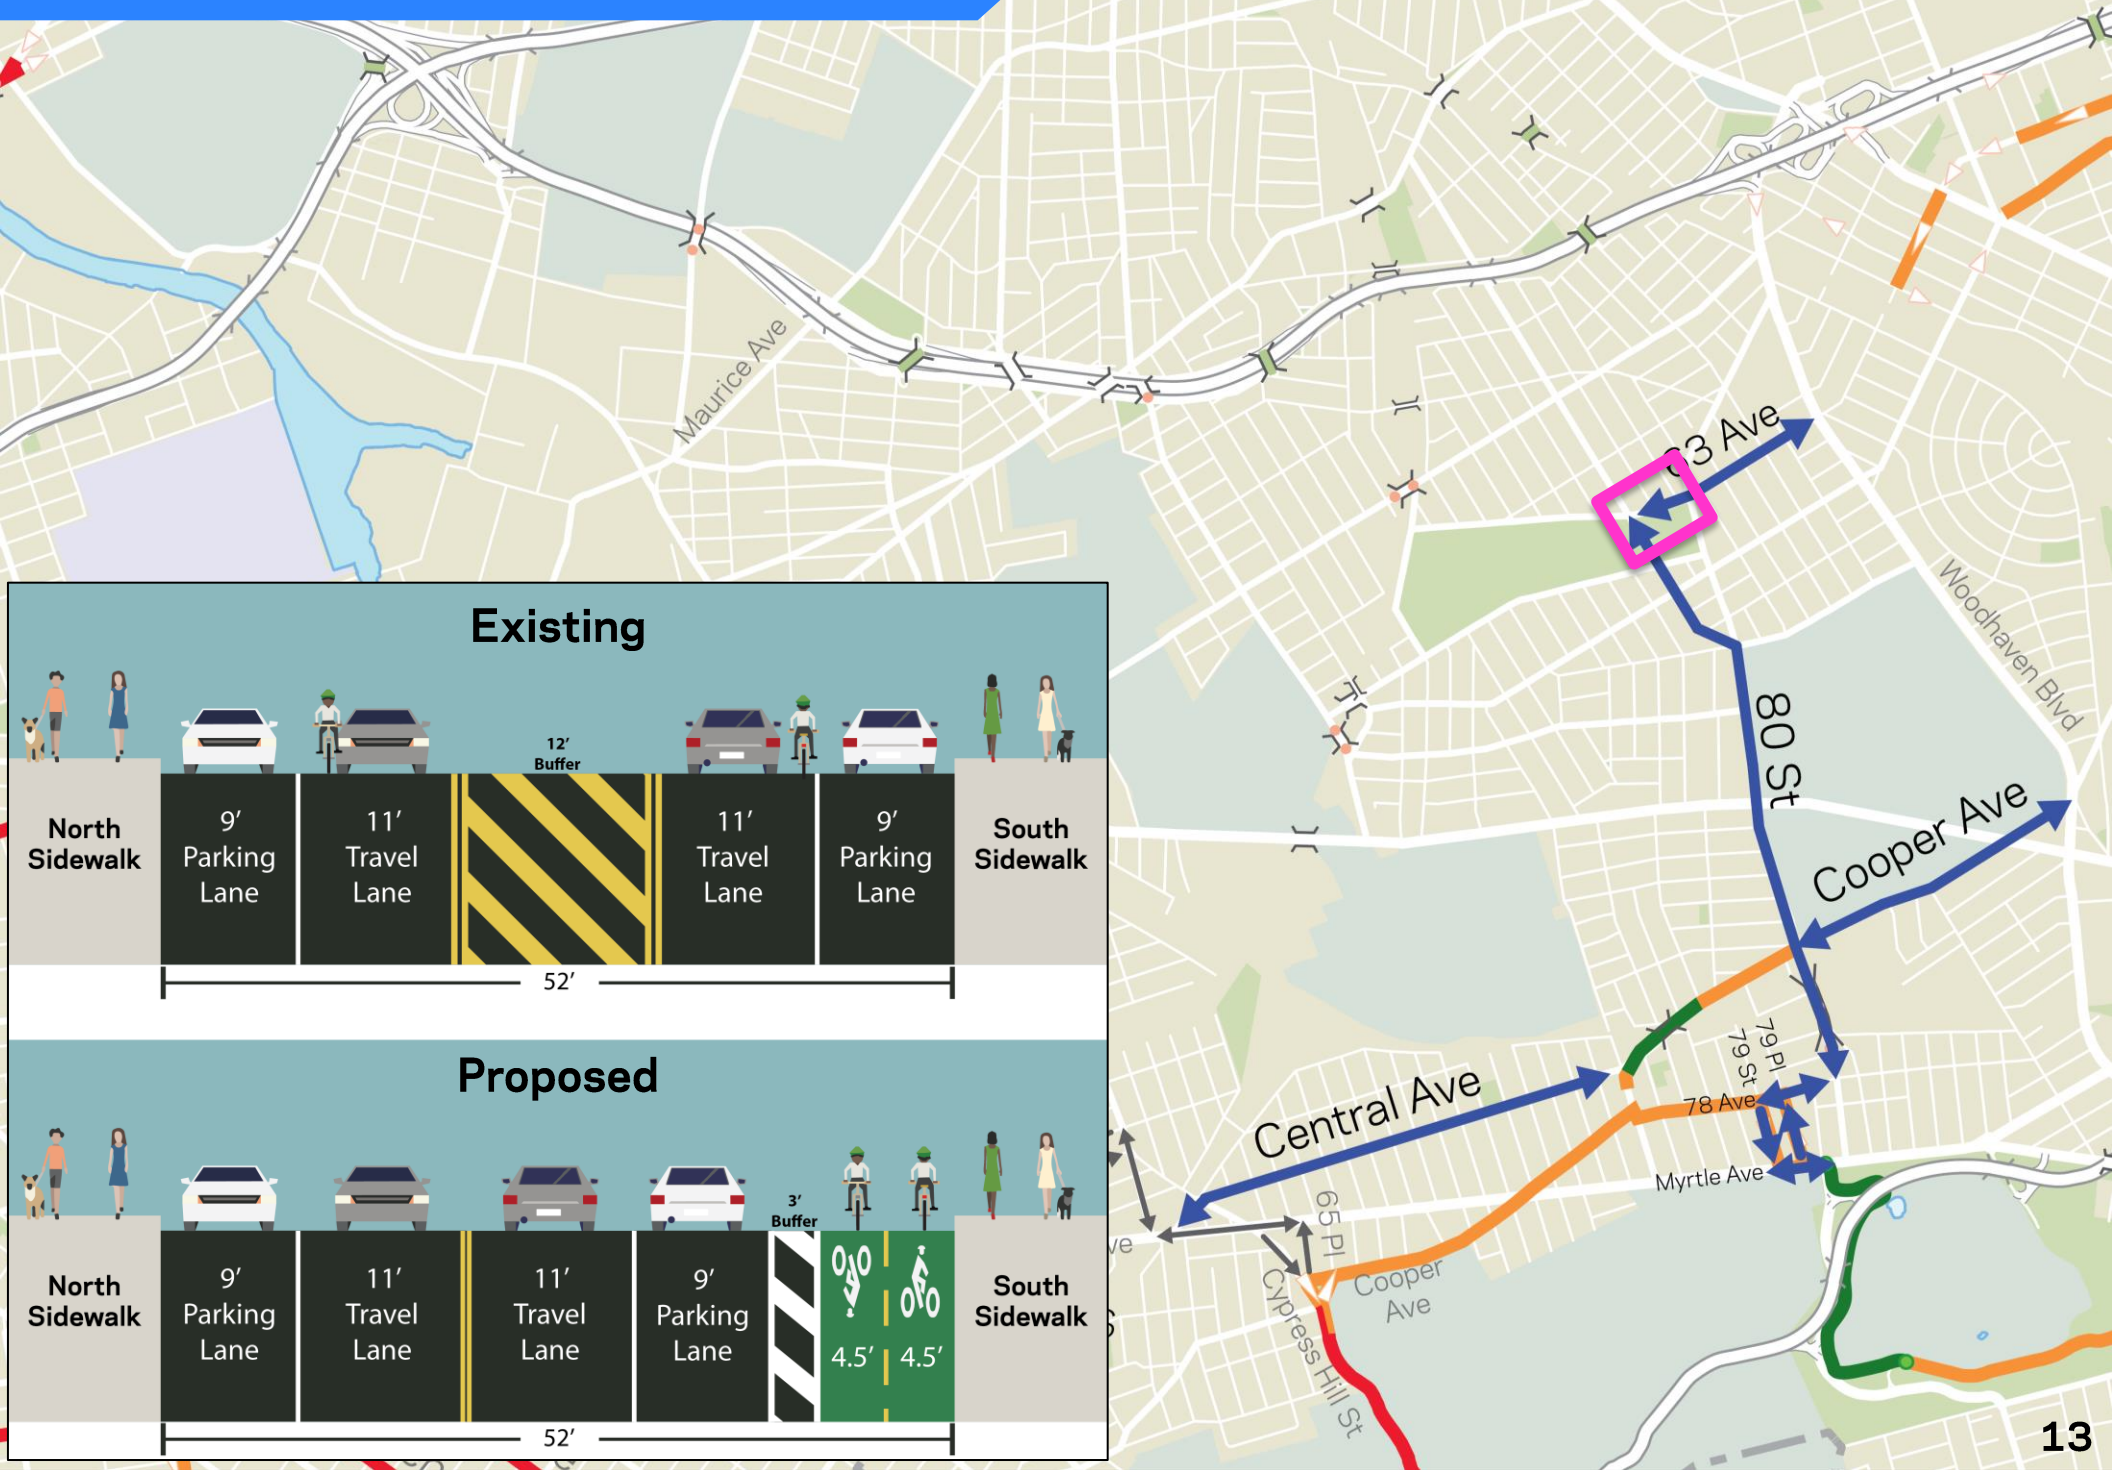 Maurice Ave
63 Ave
Woodhaven Blvd
80 St
Cooper Ave
79 Pl
79 St
78 Ave
Central Ave
Myrtle Ave
65 Pl
Cooper
Ave
Cypress Hill St
ve
Existing
12'
Buffer
North
Sidewalk
9'
Parking
Lane
11'
Travel
Lane
11'
Travel
Lane
9'
Parking
Lane
South
Sidewalk
52'
Proposed
3'
Buffer
North
Sidewalk
9'
Parking
Lane
11'
Travel
Lane
11'
Travel
Lane
9'
Parking
Lane
4.5'
4.5'
South
Sidewalk
52'
13